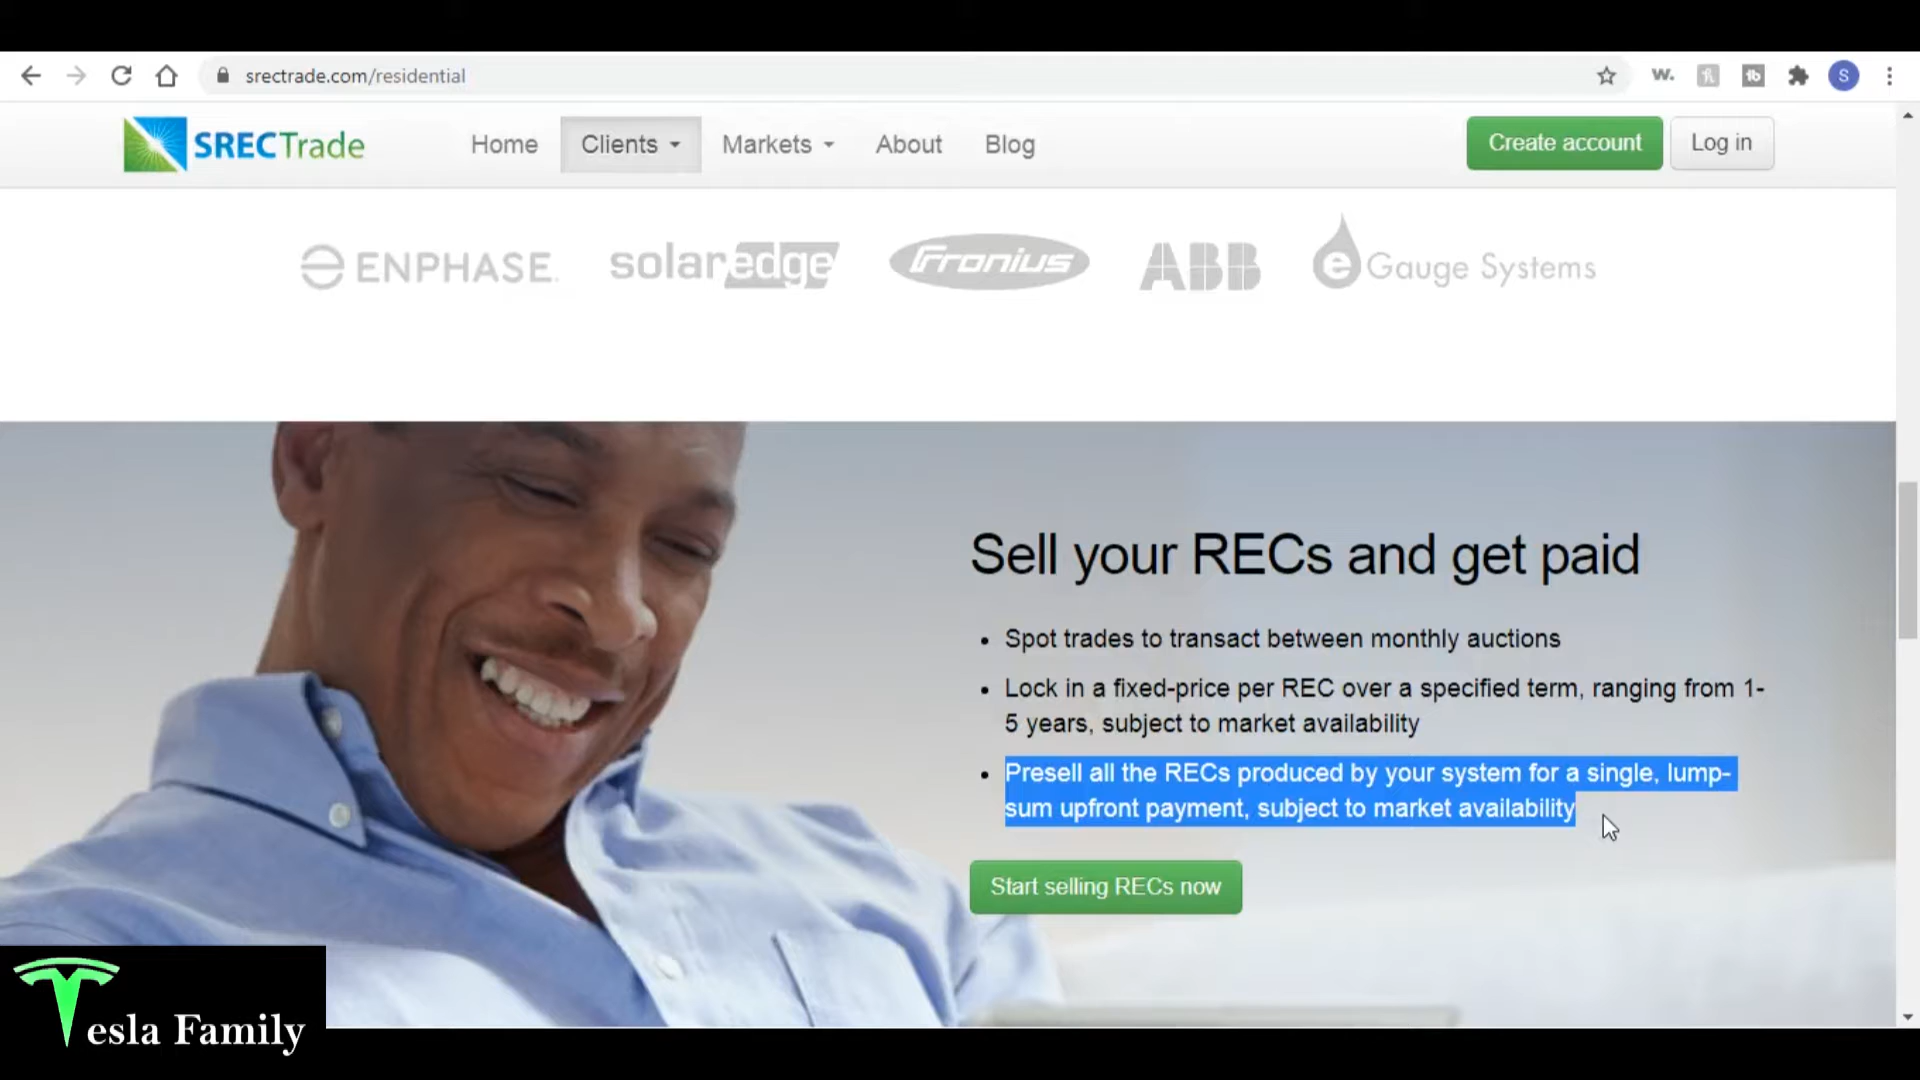 srectrade.com/residential
W.
tb
S
SRECTrade
Home
Clients
Markets
About
Blog
Create account
Log in
ENPHASE.
solaredge
Fronius
ABB
e Gauge Systems
Sell your RECs and get paid
• Spot trades to transact between monthly auctions
• Lock in a fixed-price per REC over a specified term, ranging from 1-
5 years, subject to market availability
• Presell all the RECs produced by your system for a single, lump-
sum upfront payment, subject to market availability
Start selling RECs now
Tesla Family